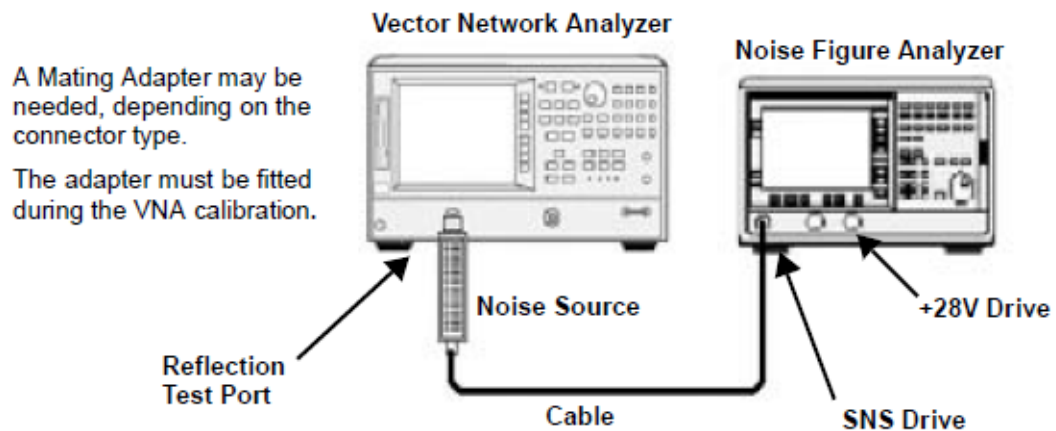 Vector Network Analyzer
Noise Figure Analyzer
A Mating Adapter may be
needed, depending on the
connector type.
The adapter must be fitted
during the VNA calibration.
Noise Source
+28V Drive
Reflection
Test Port
Cable
SNS Drive